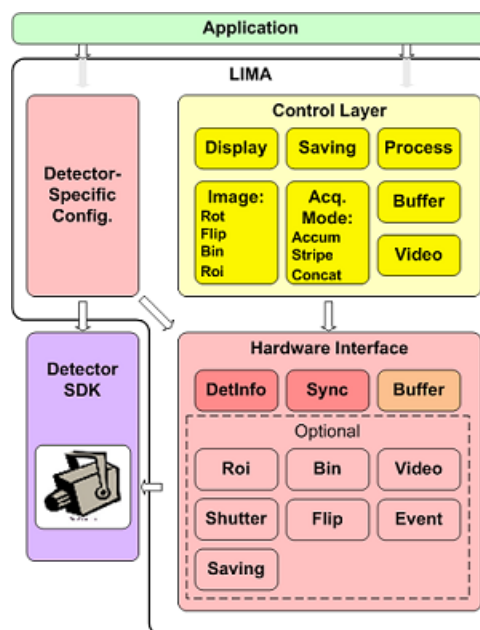 Application
LIMA
Detector-
Specific
Config.
Control Layer
Display
Saving
Process
Image:
Rot
Flip
Bin
Roi
Acq.
Mode:
Accum
Stripe
Concat
Buffer
Video
Detector
SDK
Hardware Interface
DetInfo
Sync
Buffer
Optional
Roi
Bin
Video
Shutter
Flip
Event
Saving